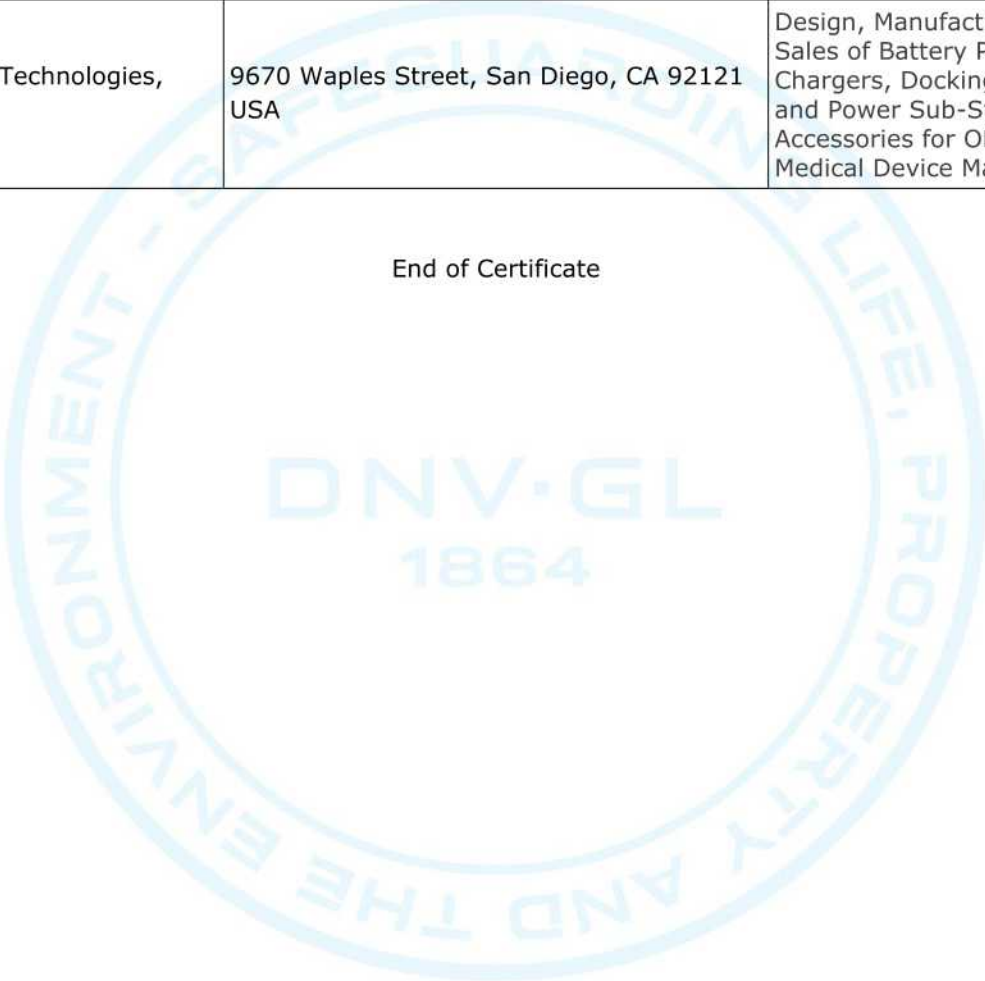 Technologies,
9670 Waples Street, San Diego, CA 92121
USA
Design, Manufact
Sales of Battery
Chargers, Docking
and Power Sub-S
Accessories for
Medical Device Ma
End of Certificate
SAFEGUARDING LIFE, PROPERTY AND THE ENVIRONMENT -
DNV·GL
1864